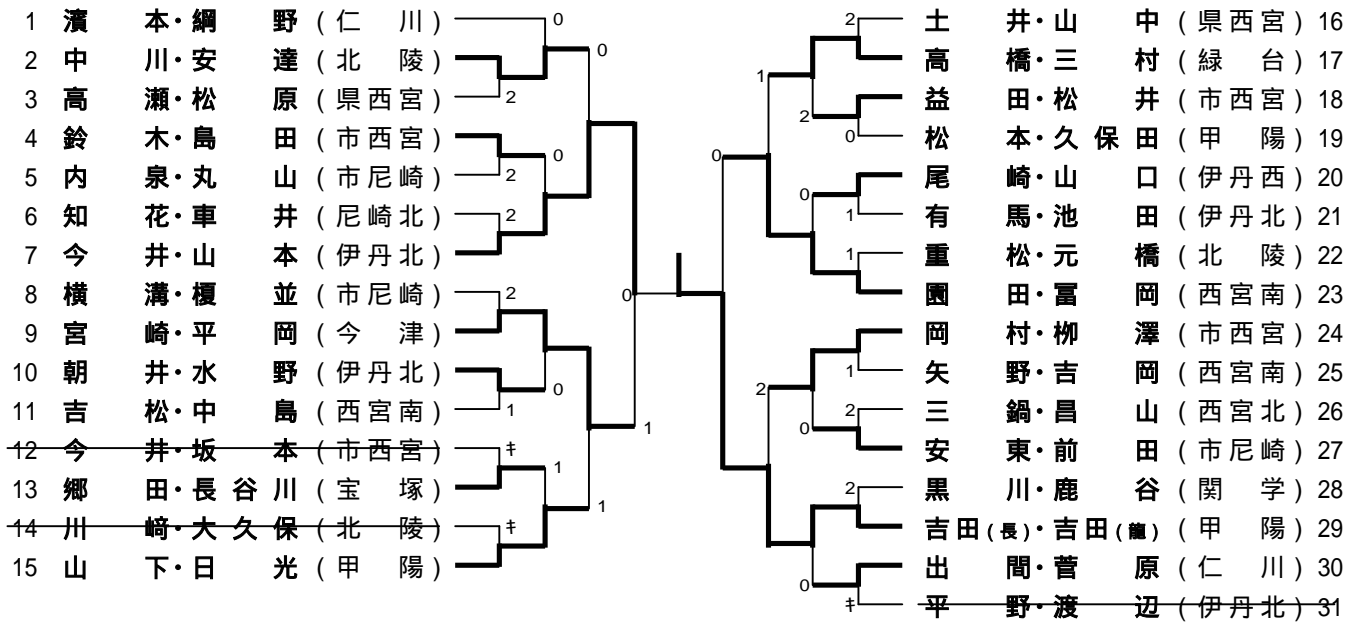 1 濱本・綱野 (仁川)
2 中川・安達 (北陵)
3 高瀬・松原 (県西宮)
4 鈴木・島田 (市西宮)
5 内泉・丸山 (市尼崎)
6 知花・車井 (尼崎北)
7 今井・山本 (伊丹北)
8 横溝・榎並 (市尼崎)
9 宮崎・平岡 (今津)
10 朝井・水野 (伊丹北)
11 吉松・中島 (西宮南)
12 今井・坂本 (市西宮)
13 郷田・長谷川 (宝塚)
14 川﨑・大久保 (北陵)
15 山下・日光 (甲陽)
0
2
0
2
0
2
2
0
1
ｷ
1
ｷ
1
1
0
0
2
1
2
0
0
1
1
2
1
2
0
2
0
ｷ
土井・山中 (県西宮) 16
高橋・三村 (緑台) 17
益田・松井 (市西宮) 18
松本・久保田 (甲陽) 19
尾崎・山口 (伊丹西) 20
有馬・池田 (伊丹北) 21
重松・元橋 (北陵) 22
園田・冨岡 (西宮南) 23
岡村・栁澤 (市西宮) 24
矢野・吉岡 (西宮南) 25
三鍋・昌山 (西宮北) 26
安東・前田 (市尼崎) 27
黒川・鹿谷 (関学) 28
吉田(長)・吉田(龍) (甲陽) 29
出間・菅原 (仁川) 30
平野・渡辺 (伊丹北) 31